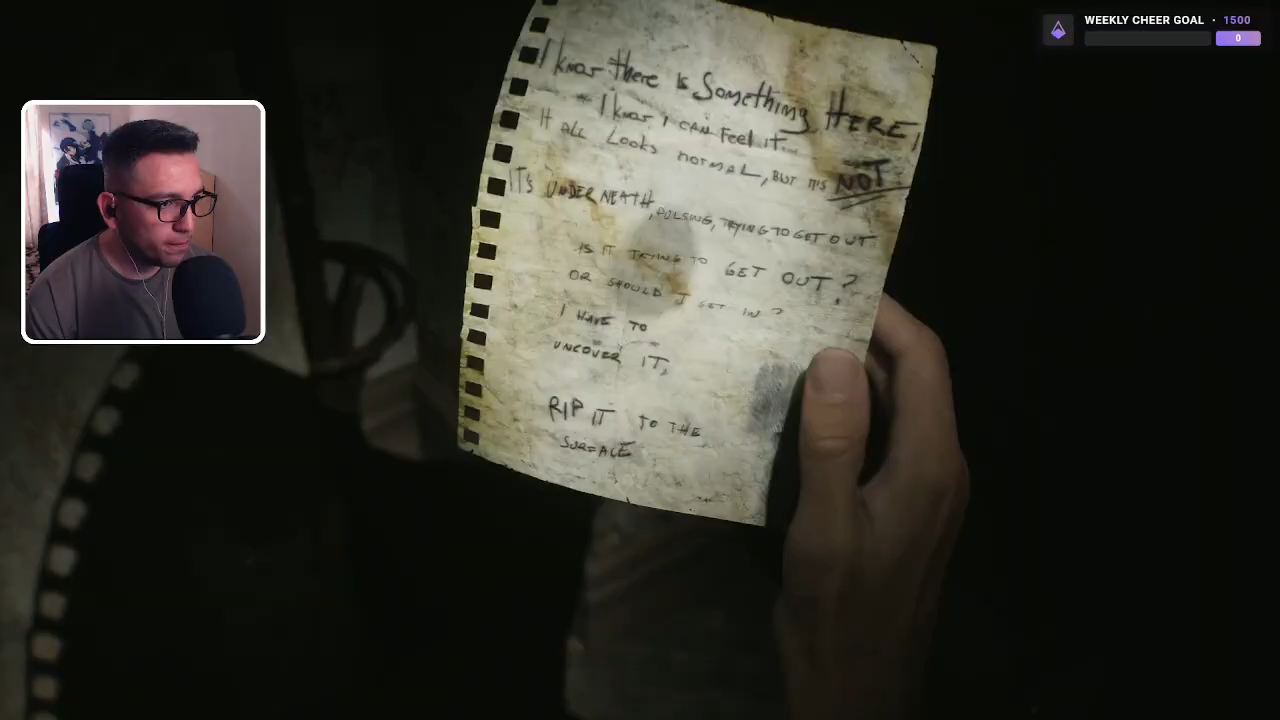 WEEKLY CHEER GOAL · 1500
0
I know there is Something HERE,
I know I CAN Feel iT...
IT ALL Looks normaL, BUT iT'S NOT
IT'S UNDERNEATH, PULSING, TRYING TO GET OUT
IS IT TRYING TO GET OUT?
OR SHOULD I GET IN?
I HAVE TO
UNCOVER IT,
RIP IT TO THE
SURFACE